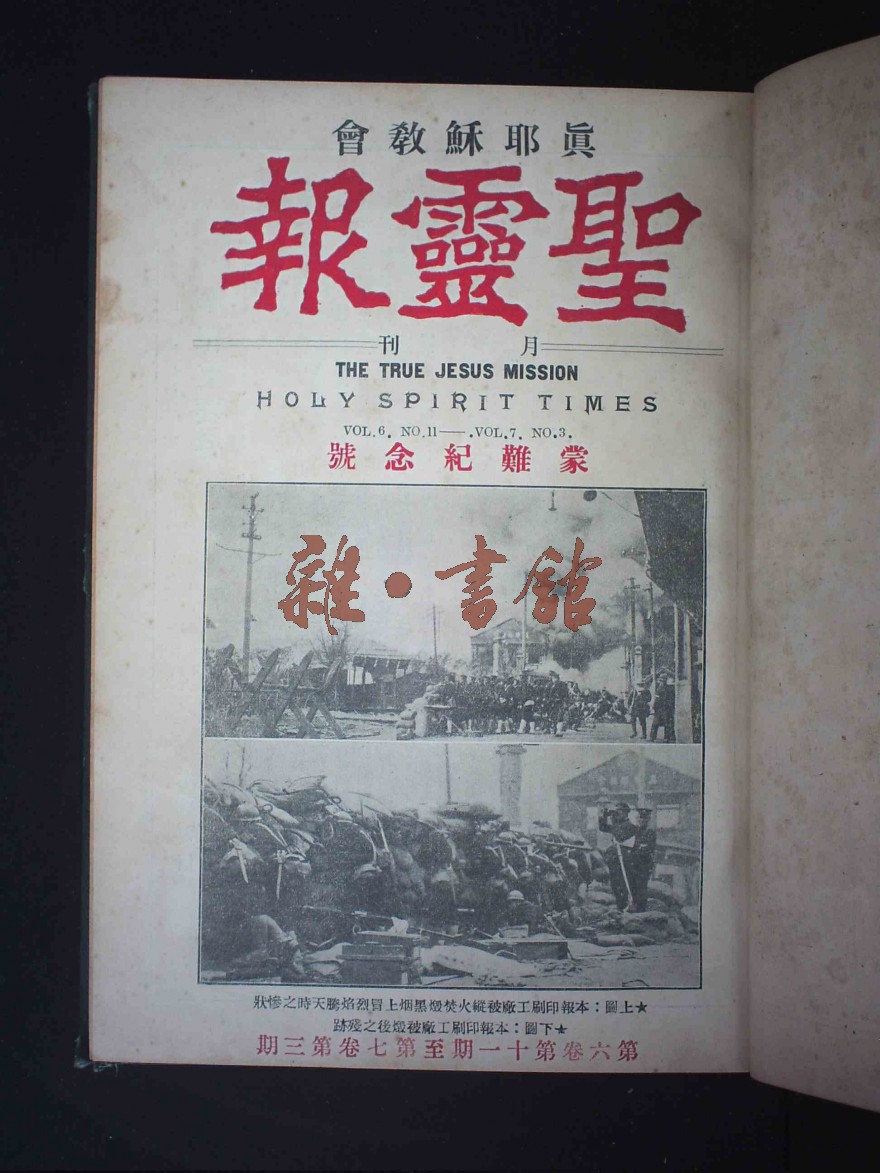 真耶穌教會
聖靈報
月刊
THE TRUE JESUS MISSION
HOLY SPIRIT TIMES
VOL.6. NO.11——.VOL.7. NO.3.
蒙難紀念號
雜·書館
★上圖：本報印刷工廠被縱火焚燬黑烟上冒烈焰騰天時之慘狀
★下圖：本報印刷工廠被燬後之殘跡
第六卷第十一期至第七卷第三期